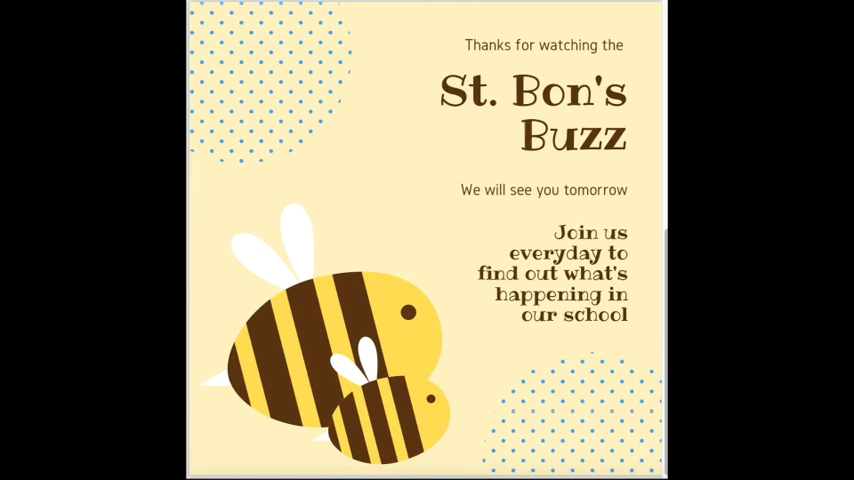 Thanks for watching the
St. Bon's
Buzz
We will see you tomorrow
Join us
everyday to
find out what's
happening in
our school